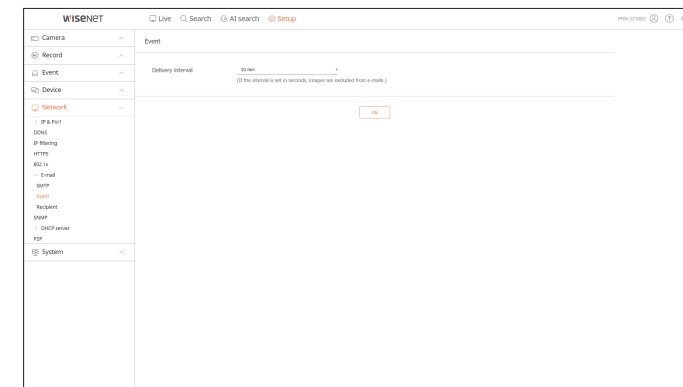 WISENET
Live Search AI search Setup
PRN-3210B2
Camera
Record
Event
Device
Network
IP & Port
DDNS
IP filtering
HTTPS
802.1x
E-mail
SMTP
Event
Recipient
SNMP
DHCP server
P2P
System
Event
Delivery interval 10 min
(If the interval is set in seconds, images are excluded from e-mails.)
Ok